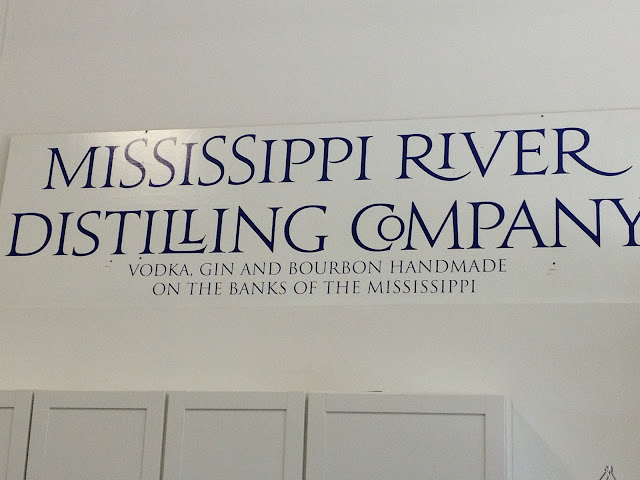 MISSISSIPPI RIVER
DISTILLING COMPANY
VODKA, GIN AND BOURBON HANDMADE
ON THE BANKS OF THE MISSISSIPPI